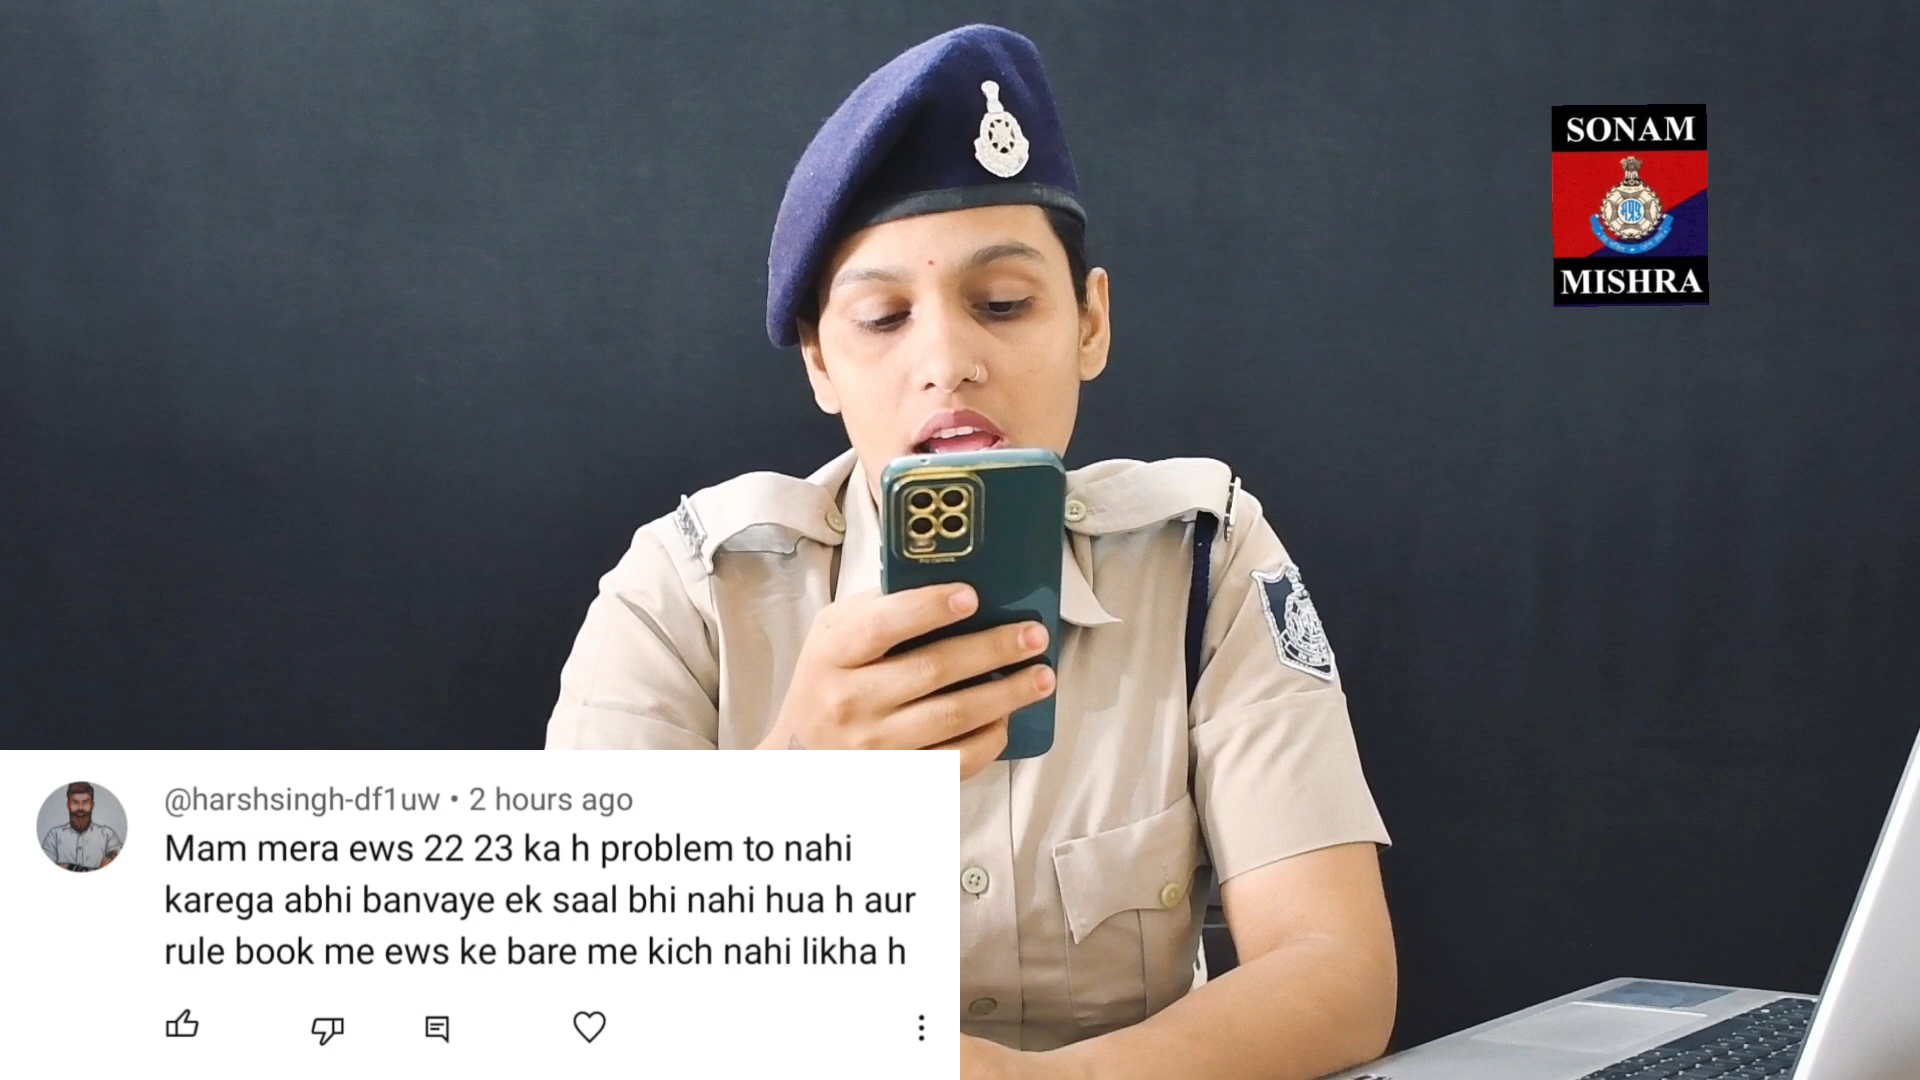 SONAM
मप्र
MISHRA
@harshsingh-df1uw • 2 hours ago
Mam mera ews 22 23 ka h problem to nahi
karega abhi banvaye ek saal bhi nahi hua h aur
rule book me ews ke bare me kich nahi likha h